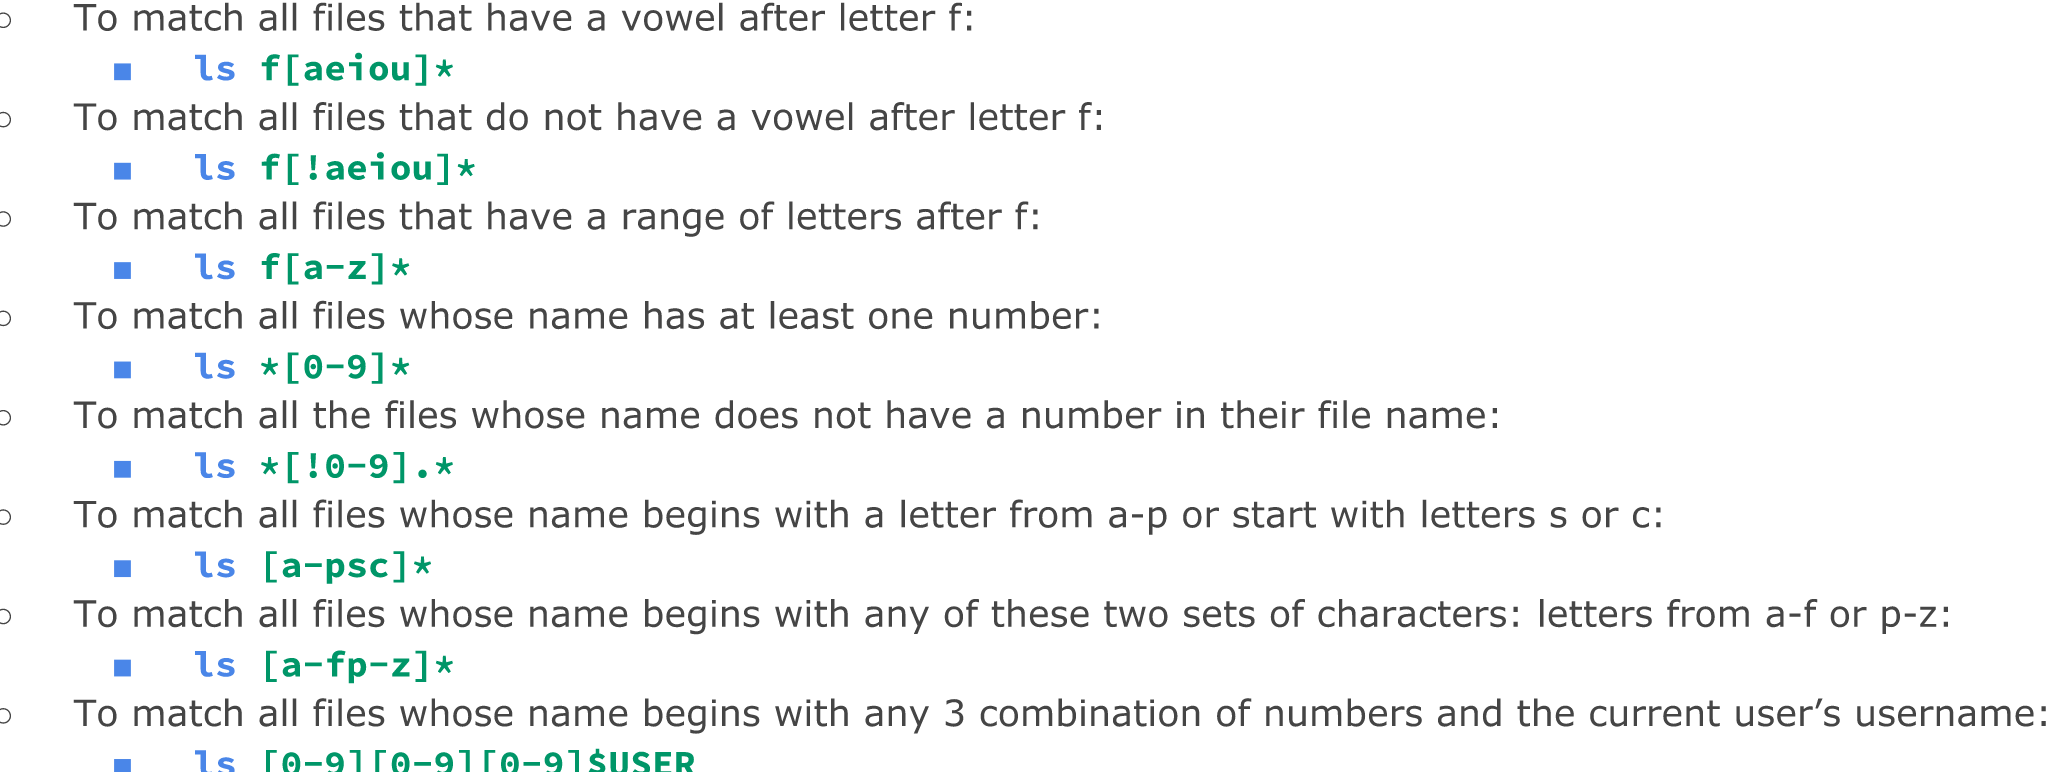 ○ To match all files that have a vowel after letter f:
■ ls f[aeiou]*
○ To match all files that do not have a vowel after letter f:
■ ls f[!aeiou]*
○ To match all files that have a range of letters after f:
■ ls f[a-z]*
○ To match all files whose name has at least one number:
■ ls *[0-9]*
○ To match all the files whose name does not have a number in their file name:
■ ls *[!0-9].*
○ To match all files whose name begins with a letter from a-p or start with letters s or c:
■ ls [a-psc]*
○ To match all files whose name begins with any of these two sets of characters: letters from a-f or p-z:
■ ls [a-fp-z]*
○ To match all files whose name begins with any 3 combination of numbers and the current user’s username:
■ ls [0-9][0-9][0-9]$USER